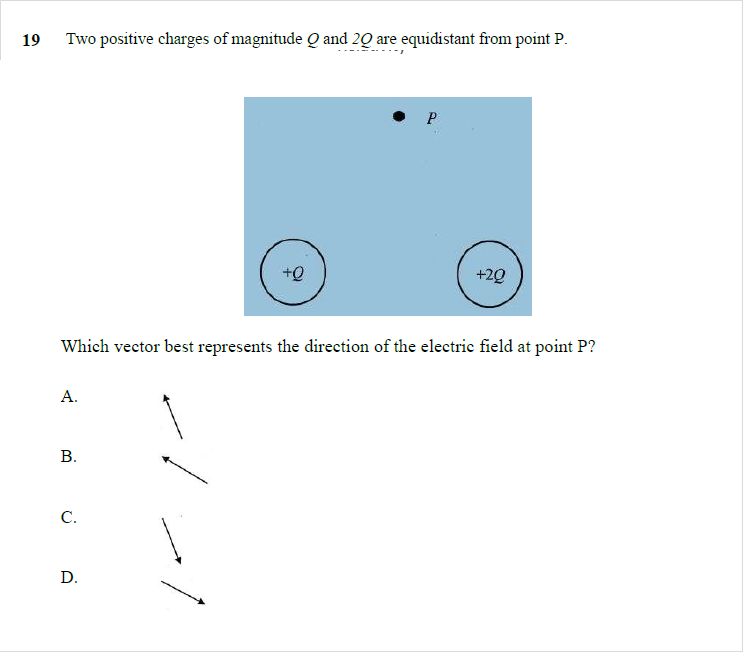 19 Two positive charges of magnitude Q and 2Q are equidistant from point P.
P
+Q +2Q
Which vector best represents the direction of the electric field at point P?
A.
B.
C.
D.